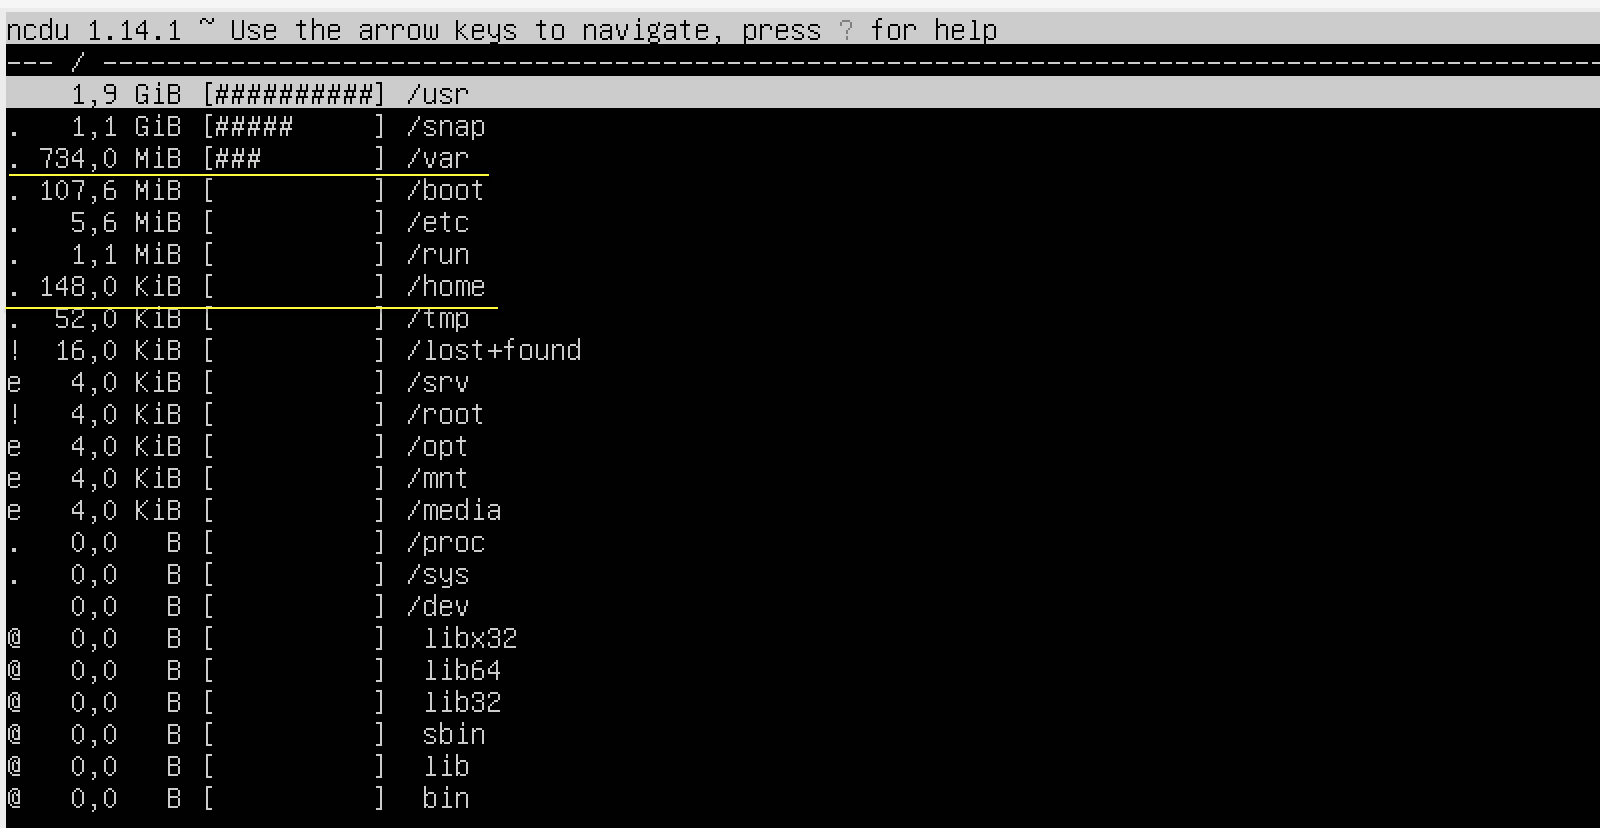 ncdu 1.14.1 ~ Use the arrow keys to navigate, press ? for help
--- / ----------------------------------------------------------------------------------------------
    1,9 GiB [##########] /usr
.   1,1 GiB [#####     ] /snap
. 734,0 MiB [###       ] /var
. 107,6 MiB [          ] /boot
.   5,6 MiB [          ] /etc
.   1,1 MiB [          ] /run
. 148,0 KiB [          ] /home
.  52,0 KiB [          ] /tmp
!  16,0 KiB [          ] /lost+found
e   4,0 KiB [          ] /srv
!   4,0 KiB [          ] /root
e   4,0 KiB [          ] /opt
e   4,0 KiB [          ] /mnt
e   4,0 KiB [          ] /media
.   0,0   B [          ] /proc
.   0,0   B [          ] /sys
    0,0   B [          ] /dev
@   0,0   B [          ]  libx32
@   0,0   B [          ]  lib64
@   0,0   B [          ]  lib32
@   0,0   B [          ]  sbin
@   0,0   B [          ]  lib
@   0,0   B [          ]  bin